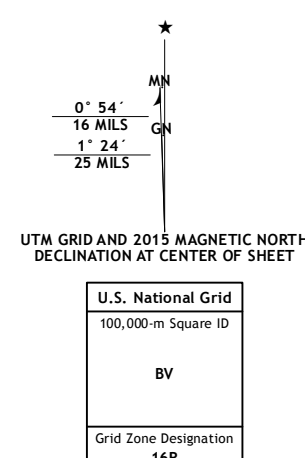 ★
MN
0° 54´
16 MILS
GN
1° 24´
25 MILS
UTM GRID AND 2015 MAGNETIC NORTH
DECLINATION AT CENTER OF SHEET
U.S. National Grid
100,000-m Square ID
BV
Grid Zone Designation